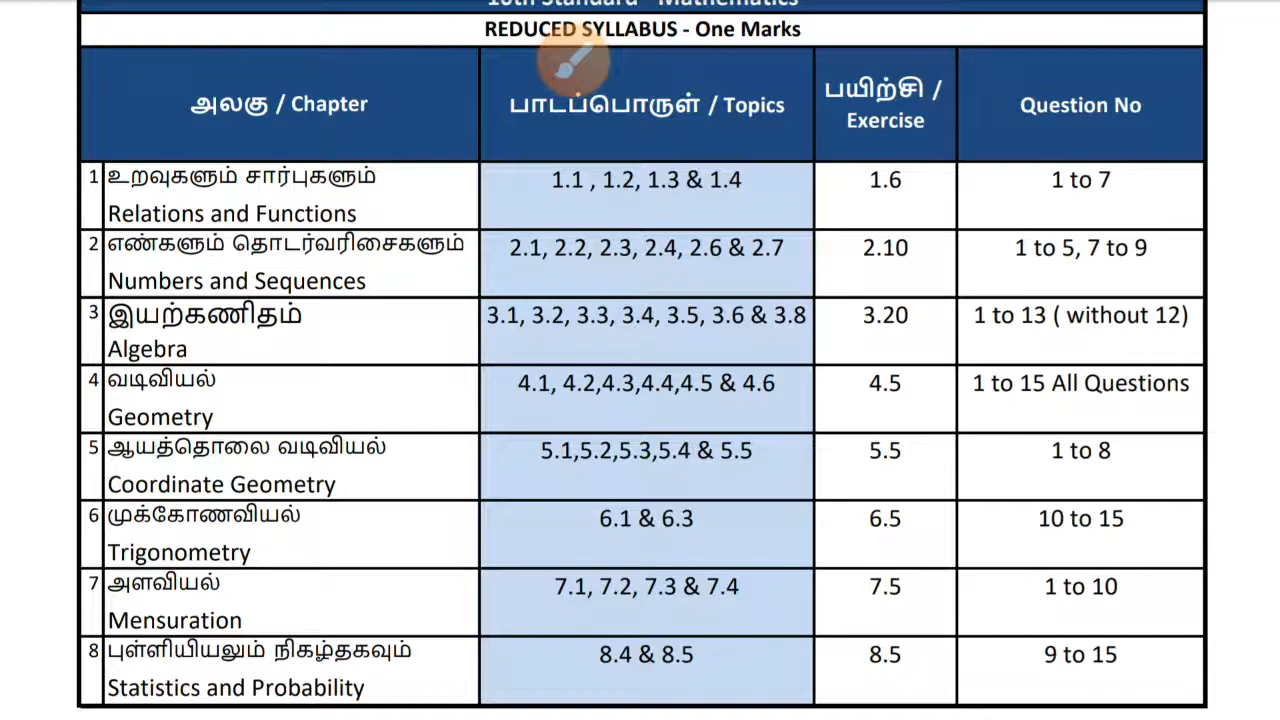 10th Standard - Mathematics
REDUCED SYLLABUS - One Marks
அலகு / Chapter
பாடப்பொருள் / Topics
பயிற்சி /
Exercise
Question No
1 உறவுகளும் சார்புகளும் 1.1 , 1.2, 1.3 & 1.4 1.6 1 to 7
Relations and Functions
2 எண்களும் தொடர்வரிசைகளும் 2.1, 2.2, 2.3, 2.4, 2.6 & 2.7 2.10 1 to 5, 7 to 9
Numbers and Sequences
3 இயற்கணிதம் 3.1, 3.2, 3.3, 3.4, 3.5, 3.6 & 3.8 3.20 1 to 13 ( without 12)
Algebra
4 வடிவியல் 4.1, 4.2,4.3,4.4,4.5 & 4.6 4.5 1 to 15 All Questions
Geometry
5 ஆயத்தொலை வடிவியல் 5.1,5.2,5.3,5.4 & 5.5 5.5 1 to 8
Coordinate Geometry
6 முக்கோணவியல் 6.1 & 6.3 6.5 10 to 15
Trigonometry
7 அளவியல் 7.1, 7.2, 7.3 & 7.4 7.5 1 to 10
Mensuration
8 புள்ளியியலும் நிகழ்தகவும் 8.4 & 8.5 8.5 9 to 15
Statistics and Probability